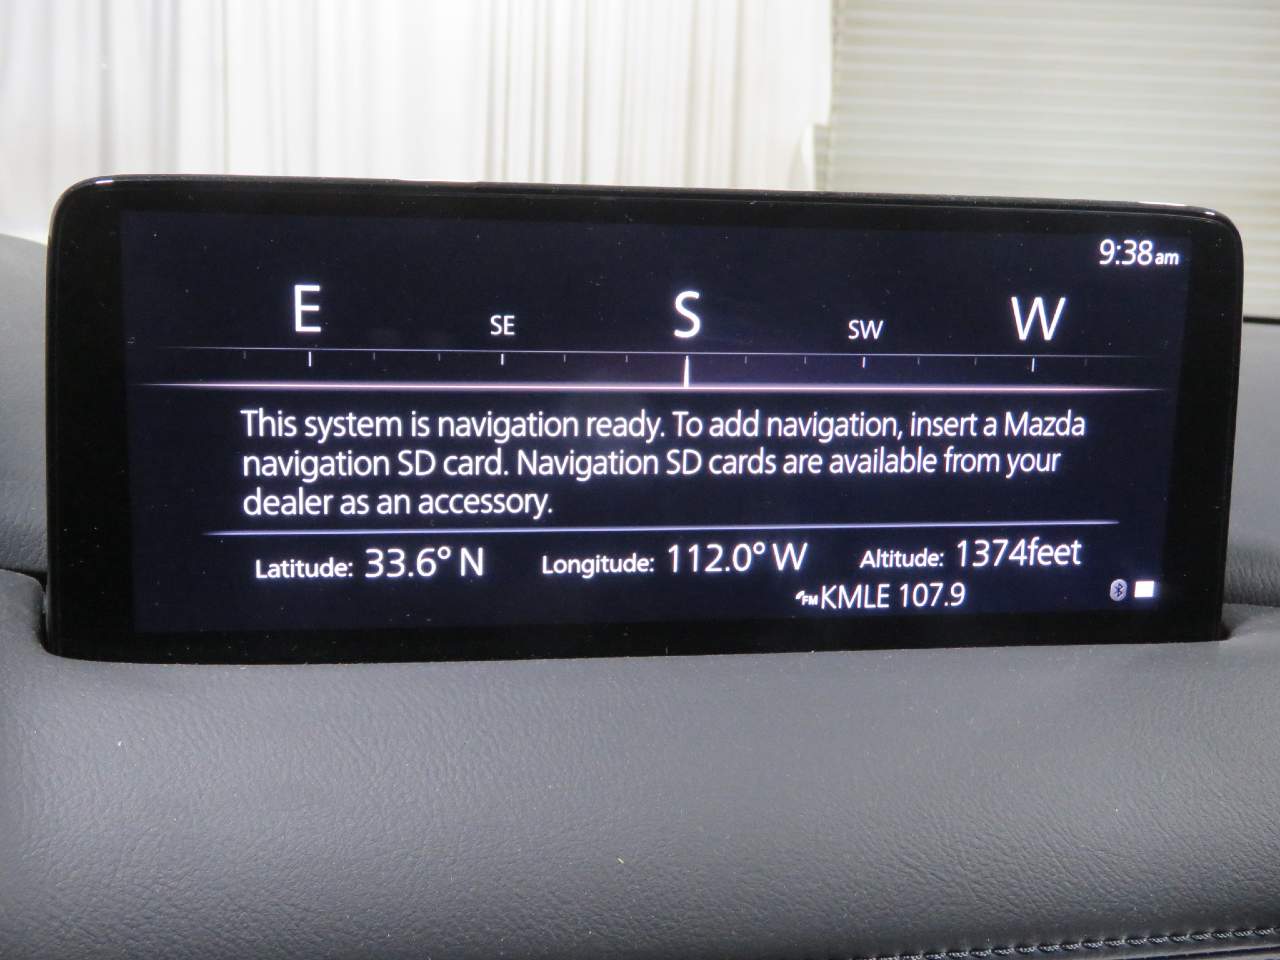 9:38am
E SE S SW W
This system is navigation ready. To add navigation, insert a Mazda
navigation SD card. Navigation SD cards are available from your
dealer as an accessory.
Latitude: 33.6° N Longitude: 112.0° W Altitude: 1374feet
FM KMLE 107.9